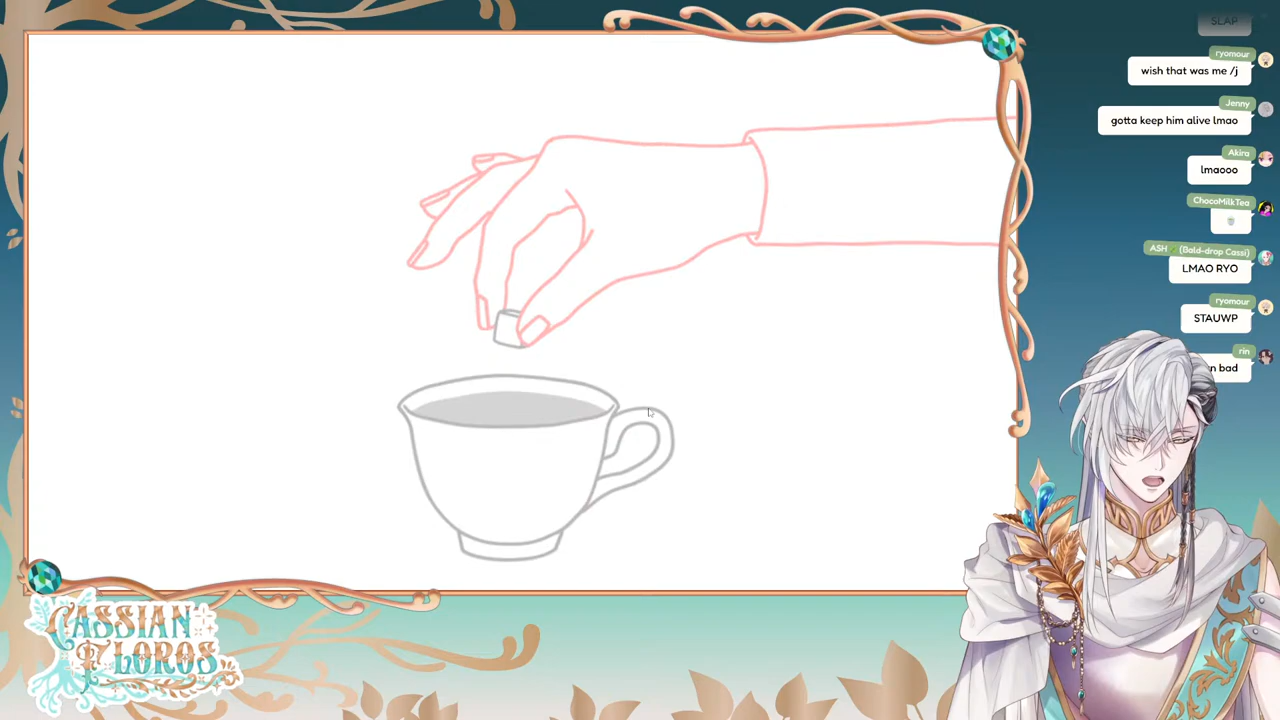 SLAP
ryomour
wish that was me /j
Jenny
gotta keep him alive lmao
Akira
lmaooo
ChocoMilkTea
ASH (Bald-drop Cassi)
LMAO RYO
ryomour
STAUWP
rin
bad
CASSIAN
FLOROS